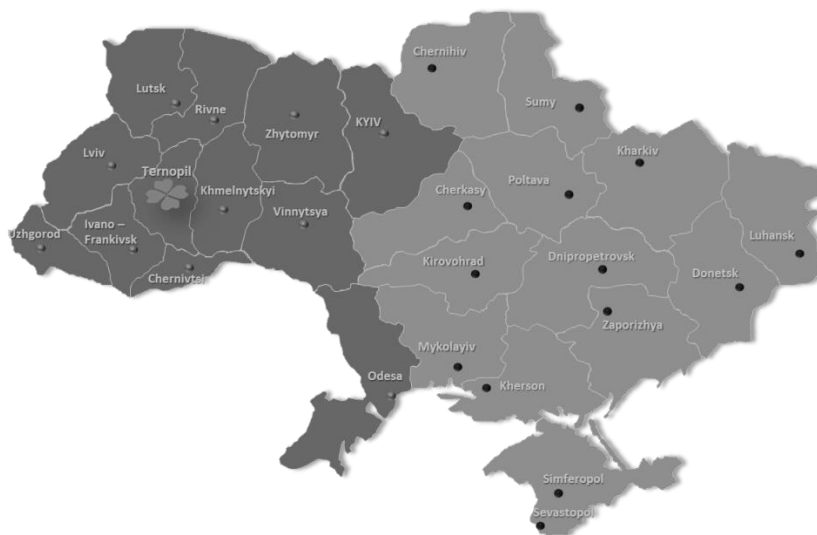 Chernihiv
Lutsk
Rivne
Sumy
Zhytomyr
KYIV
Lviv
Kharkiv
Ternopil
Khmelnytskyi
Cherkasy
Poltava
Vinnytsya
Uzhgorod
Ivano –
Frankivsk
Luhansk
Chernivtsi
Kirovohrad
Dnipropetrovsk
Donetsk
Zaporizhya
Mykolayiv
Odesa
Kherson
Simferopol
Sevastopol